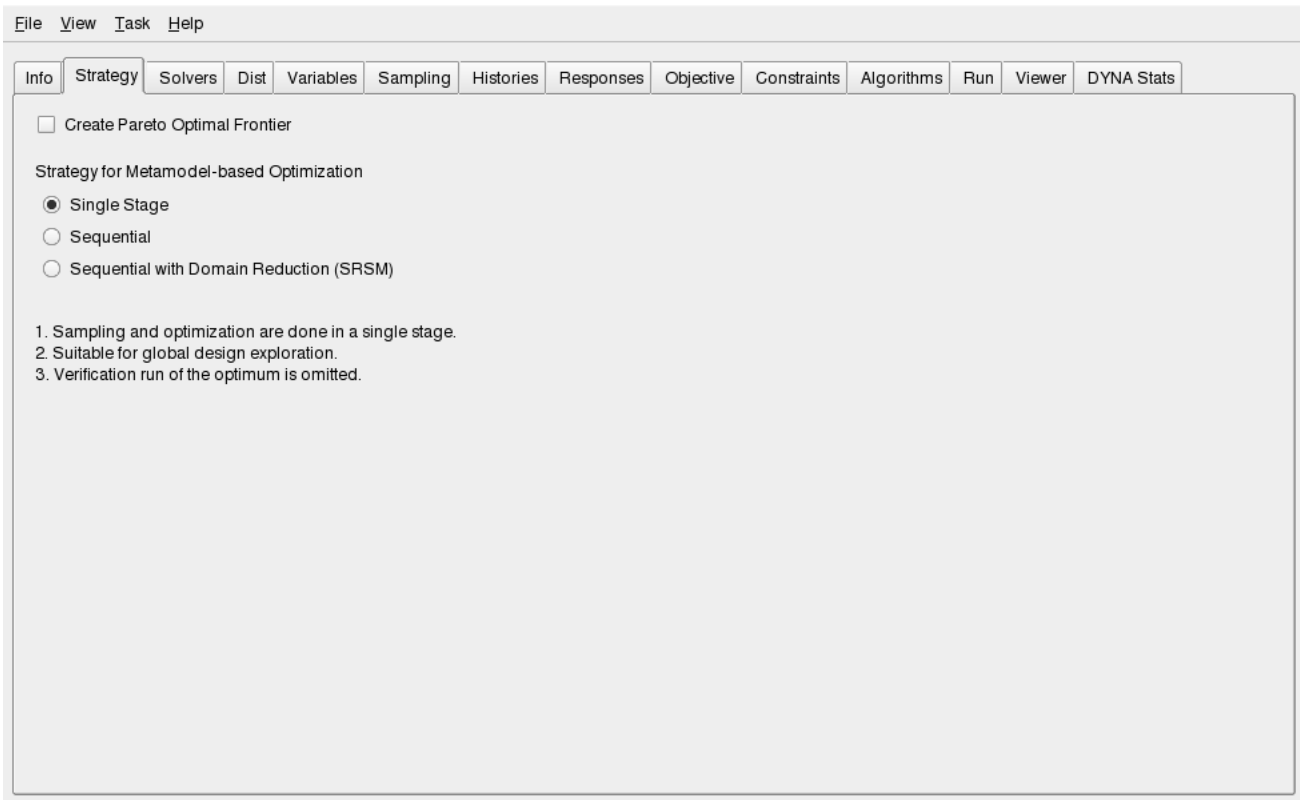 File View Task Help
Info Strategy Solvers Dist Variables Sampling Histories Responses Objective Constraints Algorithms Run Viewer DYNA Stats
Create Pareto Optimal Frontier
Strategy for Metamodel-based Optimization
Single Stage
Sequential
Sequential with Domain Reduction (SRSM)
1. Sampling and optimization are done in a single stage.
2. Suitable for global design exploration.
3. Verification run of the optimum is omitted.